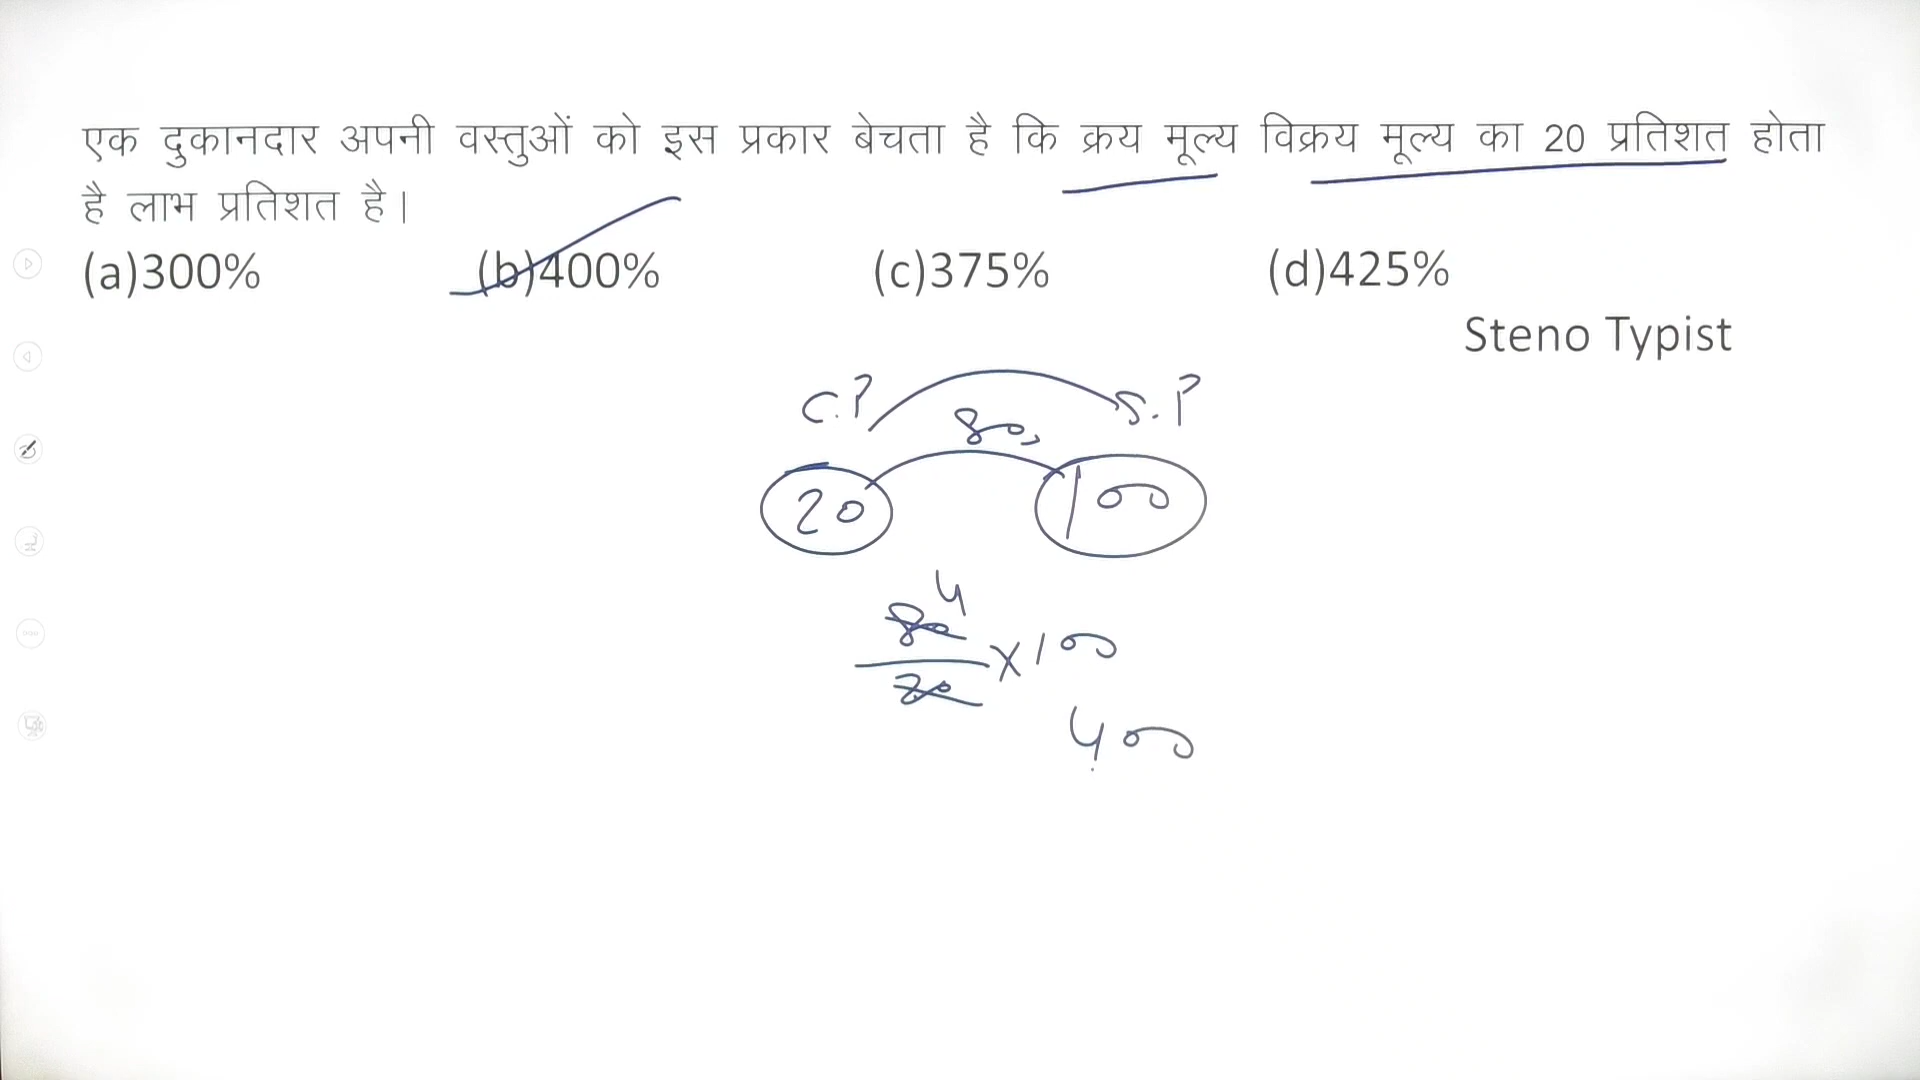 एक दुकानदार अपनी वस्तुओं को इस प्रकार बेचता है कि क्रय मूल्य विक्रय मूल्य का 20 प्रतिशत होता
है लाभ प्रतिशत है।
(a)300% (b)400% (c)375% (d)425%
Steno Typist
C.P S.P
80
20 100
4
80
20 ×100
400